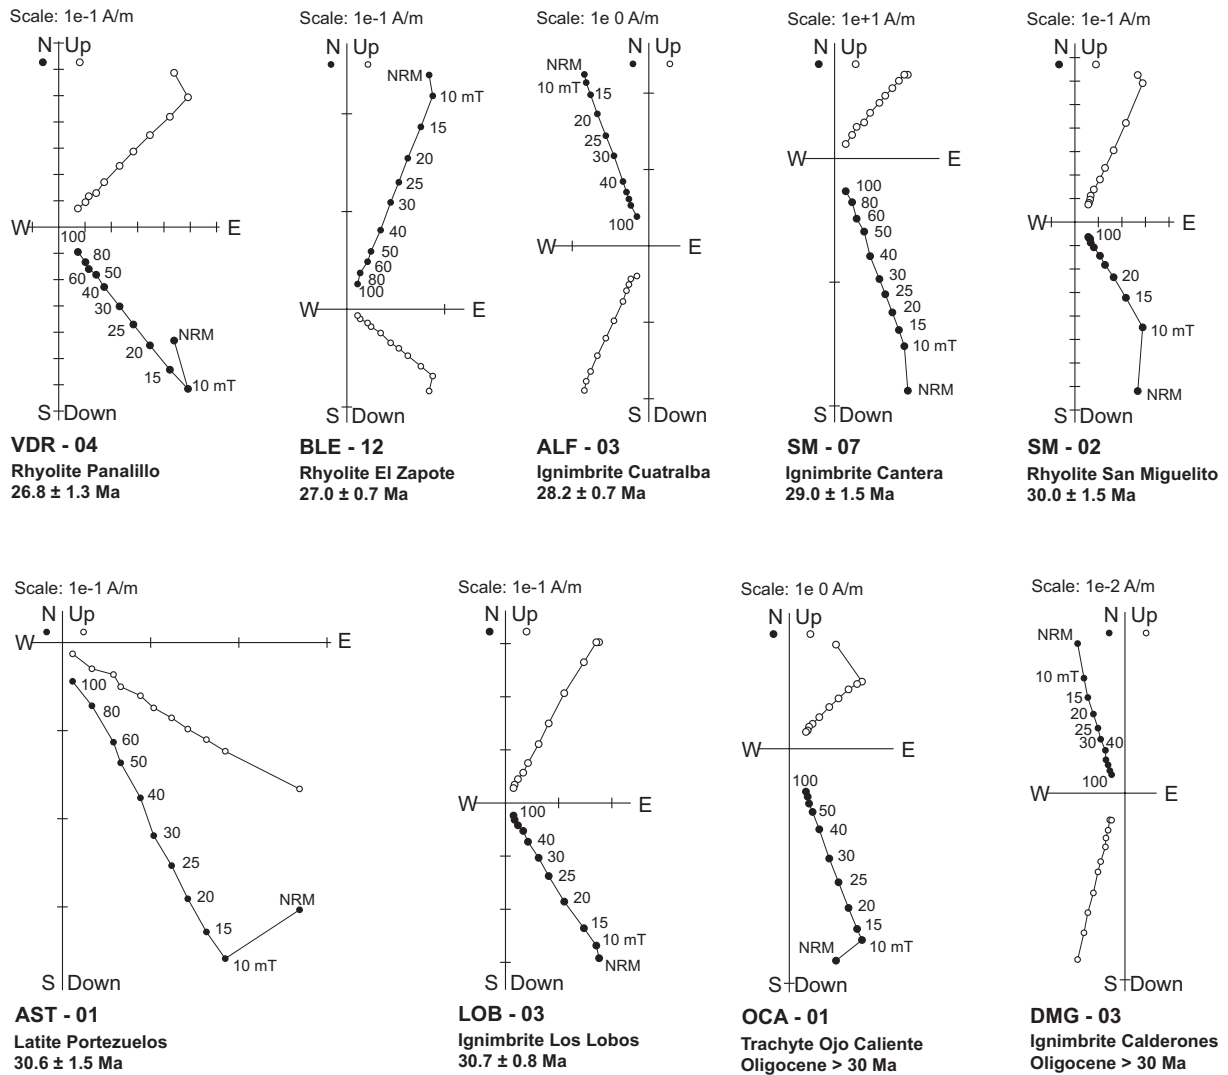 Scale: 1e-1 A/m
N Up
W E
100
80
60 50
40
30
25
20
15
NRM
10 mT
S Down
VDR - 04
Rhyolite Panalillo
26.8 ± 1.3 Ma
Scale: 1e-1 A/m
N Up
NRM
10 mT
15
20
25
30
40
50
60
80
100
W E
S Down
BLE - 12
Rhyolite El Zapote
27.0 ± 0.7 Ma
Scale: 1e 0 A/m
N Up
NRM
10 mT 15
20
25
30
40
100
W E
S Down
ALF - 03
Ignimbrite Cuatralba
28.2 ± 0.7 Ma
Scale: 1e+1 A/m
N Up
W E
100
80
60
50
40
30
25
20
15
10 mT
NRM
S Down
SM - 07
Ignimbrite Cantera
29.0 ± 1.5 Ma
Scale: 1e-1 A/m
N Up
W E
100
20
15
10 mT
NRM
S Down
SM - 02
Rhyolite San Miguelito
30.0 ± 1.5 Ma
Scale: 1e-1 A/m
N Up
W E
100
80
60
50
40
30
25
20
15
NRM
10 mT
S Down
AST - 01
Latite Portezuelos
30.6 ± 1.5 Ma
Scale: 1e-1 A/m
N Up
W E
100
40
30
25
20
15
10 mT
NRM
S Down
LOB - 03
Ignimbrite Los Lobos
30.7 ± 0.8 Ma
Scale: 1e 0 A/m
N Up
W E
100
50
40
30
25
20
15
10 mT
NRM
S Down
OCA - 01
Trachyte Ojo Caliente
Oligocene > 30 Ma
Scale: 1e-2 A/m
N Up
NRM
10 mT
15
20
25
30 40
100
W E
S Down
DMG - 03
Ignimbrite Calderones
Oligocene > 30 Ma